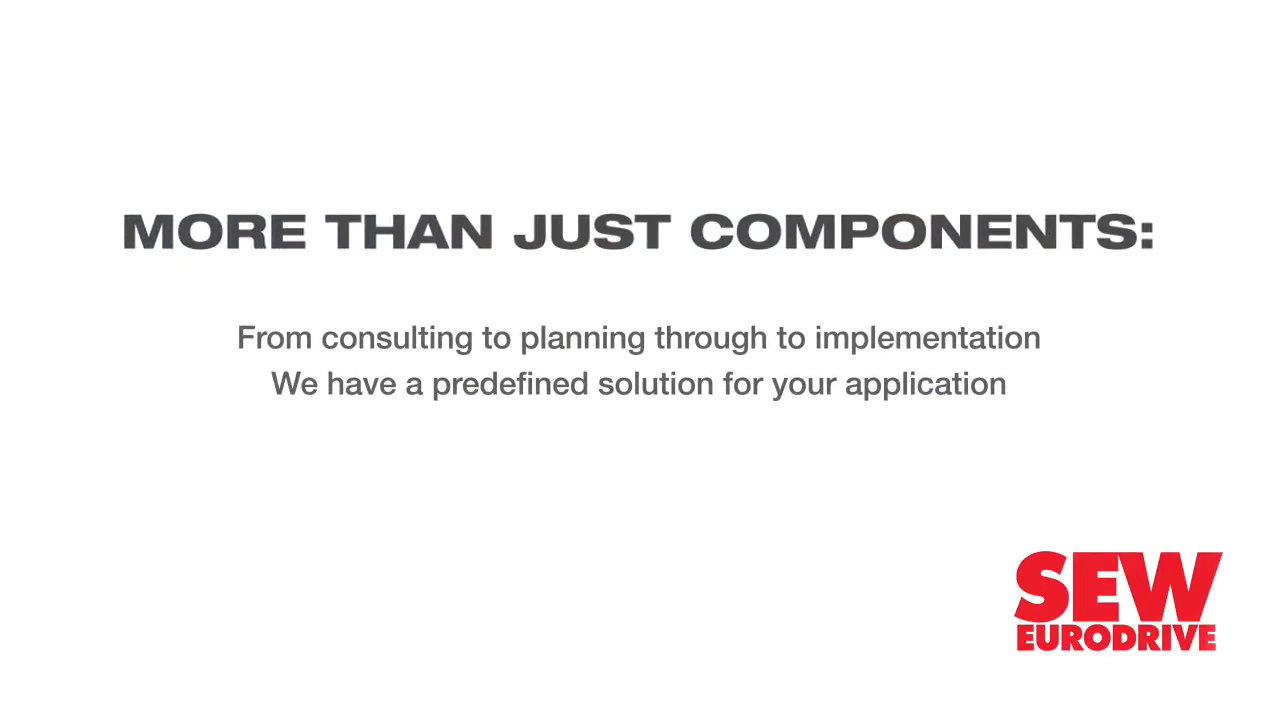 MORE THAN JUST COMPONENTS:
From consulting to planning through to implementation
We have a predefined solution for your application
SEW
EURODRIVE